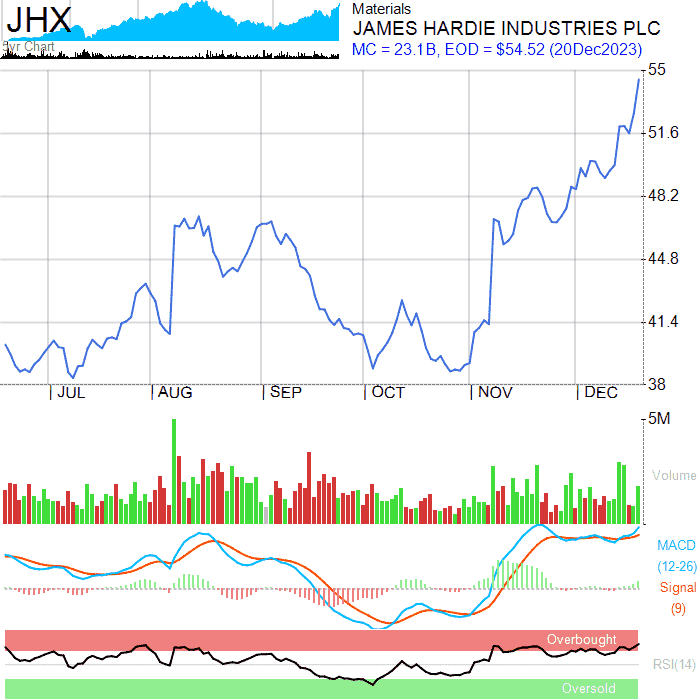 JHX
5yr Chart
Materials
JAMES HARDIE INDUSTRIES PLC
MC = 23.1B, EOD = $54.52 (20Dec2023)
55
51.6
48.2
44.8
41.4
38
JUL AUG SEP OCT NOV DEC
5M
Volume
MACD
(12-26)
Signal
(9)
Overbought
RSI(14)
Oversold